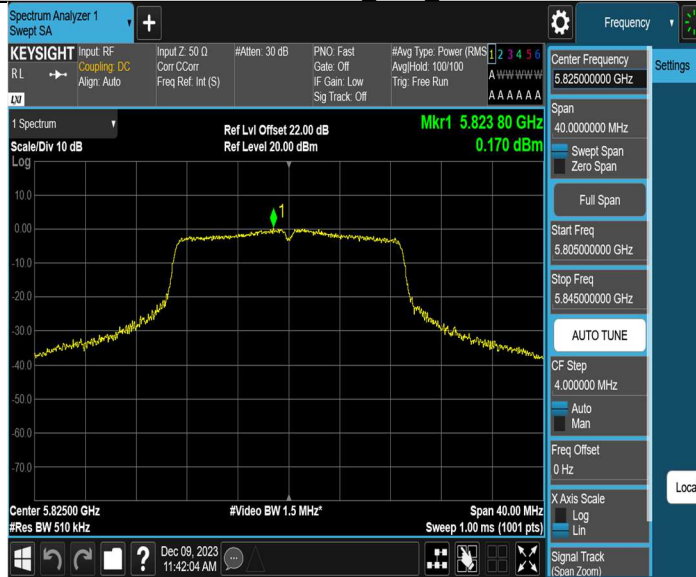 Spectrum Analyzer 1
Swept SA
Frequency
KEYSIGHT
RL
LXI
Input: RF
Coupling: DC
Align: Auto
Input Z: 50 Ω
Corr CCorr
Freq Ref: Int (S)
#Atten: 30 dB
PNO: Fast
Gate: Off
IF Gain: Low
Sig Track: Off
#Avg Type: Power (RMS
Avg|Hold: 100/100
Trig: Free Run
1 2 3 4 5 6
A W W W W W
A A A A A A
Center Frequency
5.825000000 GHz
Settings
Span
40.0000000 MHz
Swept Span
Zero Span
Full Span
Start Freq
5.805000000 GHz
Stop Freq
5.845000000 GHz
AUTO TUNE
CF Step
4.000000 MHz
Auto
Man
Freq Offset
0 Hz
X Axis Scale
Log
Lin
Signal Track
(Span Zoom)
Loca
1 Spectrum
Scale/Div 10 dB
Ref Lvl Offset 22.00 dB
Ref Level 20.00 dBm
Mkr1 5.823 80 GHz
0.170 dBm
Log
10.0
1
0.00
-10.0
-20.0
-30.0
-40.0
-50.0
-60.0
-70.0
Center 5.82500 GHz
#Video BW 1.5 MHz*
Span 40.00 MHz
#Res BW 510 kHz
Sweep 1.00 ms (1001 pts)
?
Dec 09, 2023
11:42:04 AM